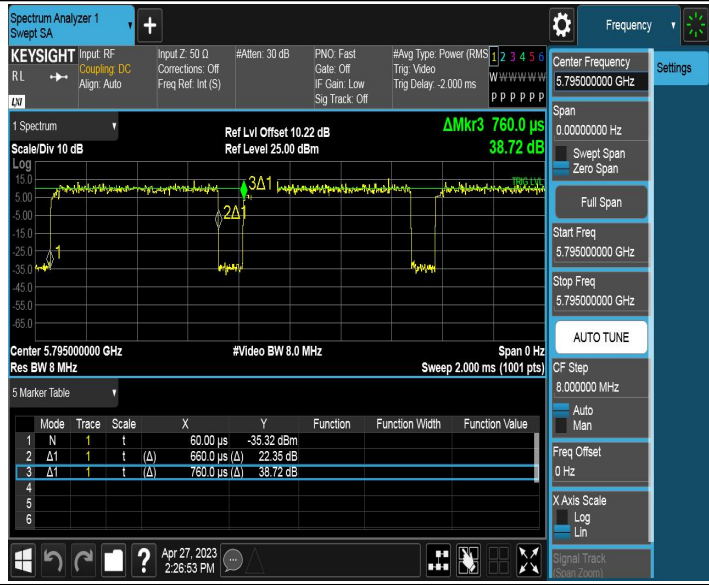 Spectrum Analyzer 1
Swept SA
Frequency
KEYSIGHT
RL
LXI
Input: RF
Coupling: DC
Align: Auto
Input Z: 50 Ω
Corrections: Off
Freq Ref: Int (S)
#Atten: 30 dB
PNO: Fast
Gate: Off
IF Gain: Low
Sig Track: Off
#Avg Type: Power (RMS
Trig: Video
Trig Delay: -2.000 ms
1 2 3 4 5 6
W W W W W W
P P P P P P
1 Spectrum
Scale/Div 10 dB
Log
Ref Lvl Offset 10.22 dB
Ref Level 25.00 dBm
ΔMkr3 760.0 µs
38.72 dB
15.0
5.00
-5.00
-15.0
-25.0
-35.0
-45.0
-55.0
-65.0
1
2Δ1
3Δ1
TRIG LVL
Center 5.795000000 GHz
Res BW 8 MHz
#Video BW 8.0 MHz
Span 0 Hz
Sweep 2.000 ms (1001 pts)
5 Marker Table
Mode Trace Scale X Y Function Function Width Function Value
1 N 1 t 60.00 µs -35.32 dBm
2 Δ1 1 t (Δ) 660.0 µs (Δ) 22.35 dB
3 Δ1 1 t (Δ) 760.0 µs (Δ) 38.72 dB
4
5
6
Apr 27, 2023
2:26:53 PM
Center Frequency
5.795000000 GHz
Settings
Span
0.00000000 Hz
Swept Span
Zero Span
Full Span
Start Freq
5.795000000 GHz
Stop Freq
5.795000000 GHz
AUTO TUNE
CF Step
8.000000 MHz
Auto
Man
Freq Offset
0 Hz
X Axis Scale
Log
Lin
Signal Track
(Span Zoom)